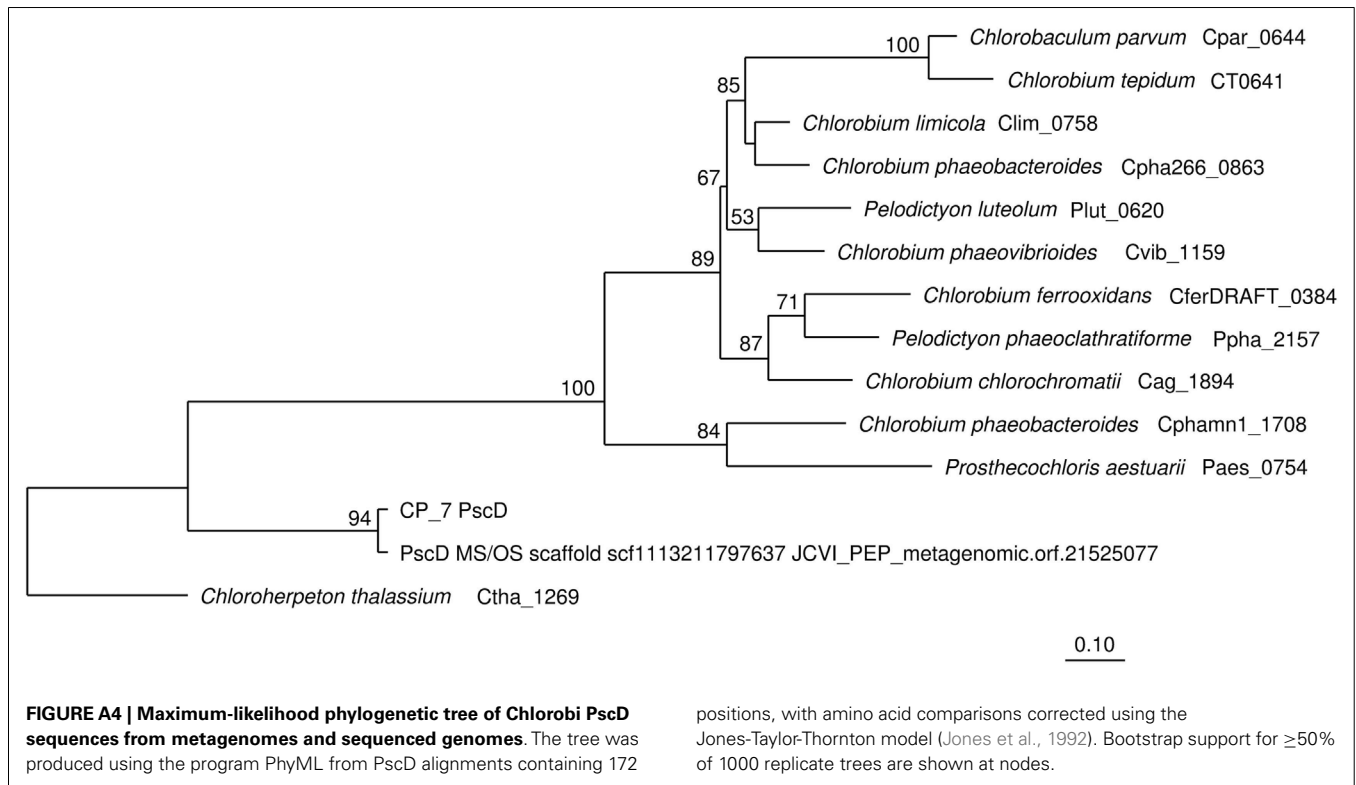 100
Chlorobaculum parvum Cpar_0644
Chlorobium tepidum CT0641
85
Chlorobium limicola Clim_0758
Chlorobium phaeobacteroides Cpha266_0863
67
53
Pelodictyon luteolum Plut_0620
Chlorobium phaeovibrioides Cvib_1159
89
71
Chlorobium ferrooxidans CferDRAFT_0384
Pelodictyon phaeoclathratiforme Ppha_2157
87
Chlorobium chlorochromatii Cag_1894
100
84
Chlorobium phaeobacteroides Cphamn1_1708
Prosthecochloris aestuarii Paes_0754
94
CP_7 PscD
PscD MS/OS scaffold scf1113211797637 JCVI_PEP_metagenomic.orf.21525077
Chloroherpeton thalassium Ctha_1269
0.10
FIGURE A4 | Maximum-likelihood phylogenetic tree of Chlorobi PscD
sequences from metagenomes and sequenced genomes. The tree was
produced using the program PhyML from PscD alignments containing 172
positions, with amino acid comparisons corrected using the
Jones-Taylor-Thornton model (Jones et al., 1992). Bootstrap support for ≥50%
of 1000 replicate trees are shown at nodes.